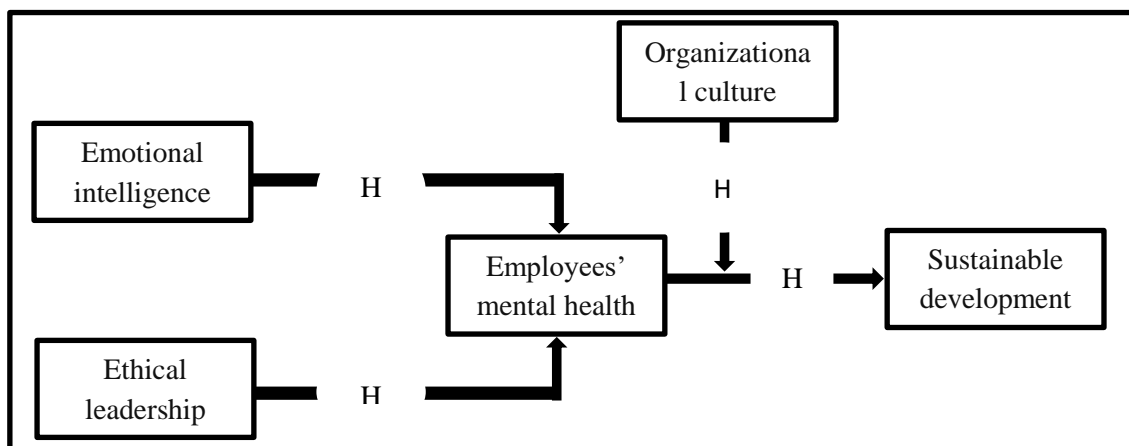 Organizationa
l culture
Emotional
intelligence
H
H
Employees’
mental health
H
Sustainable
development
Ethical
leadership
H